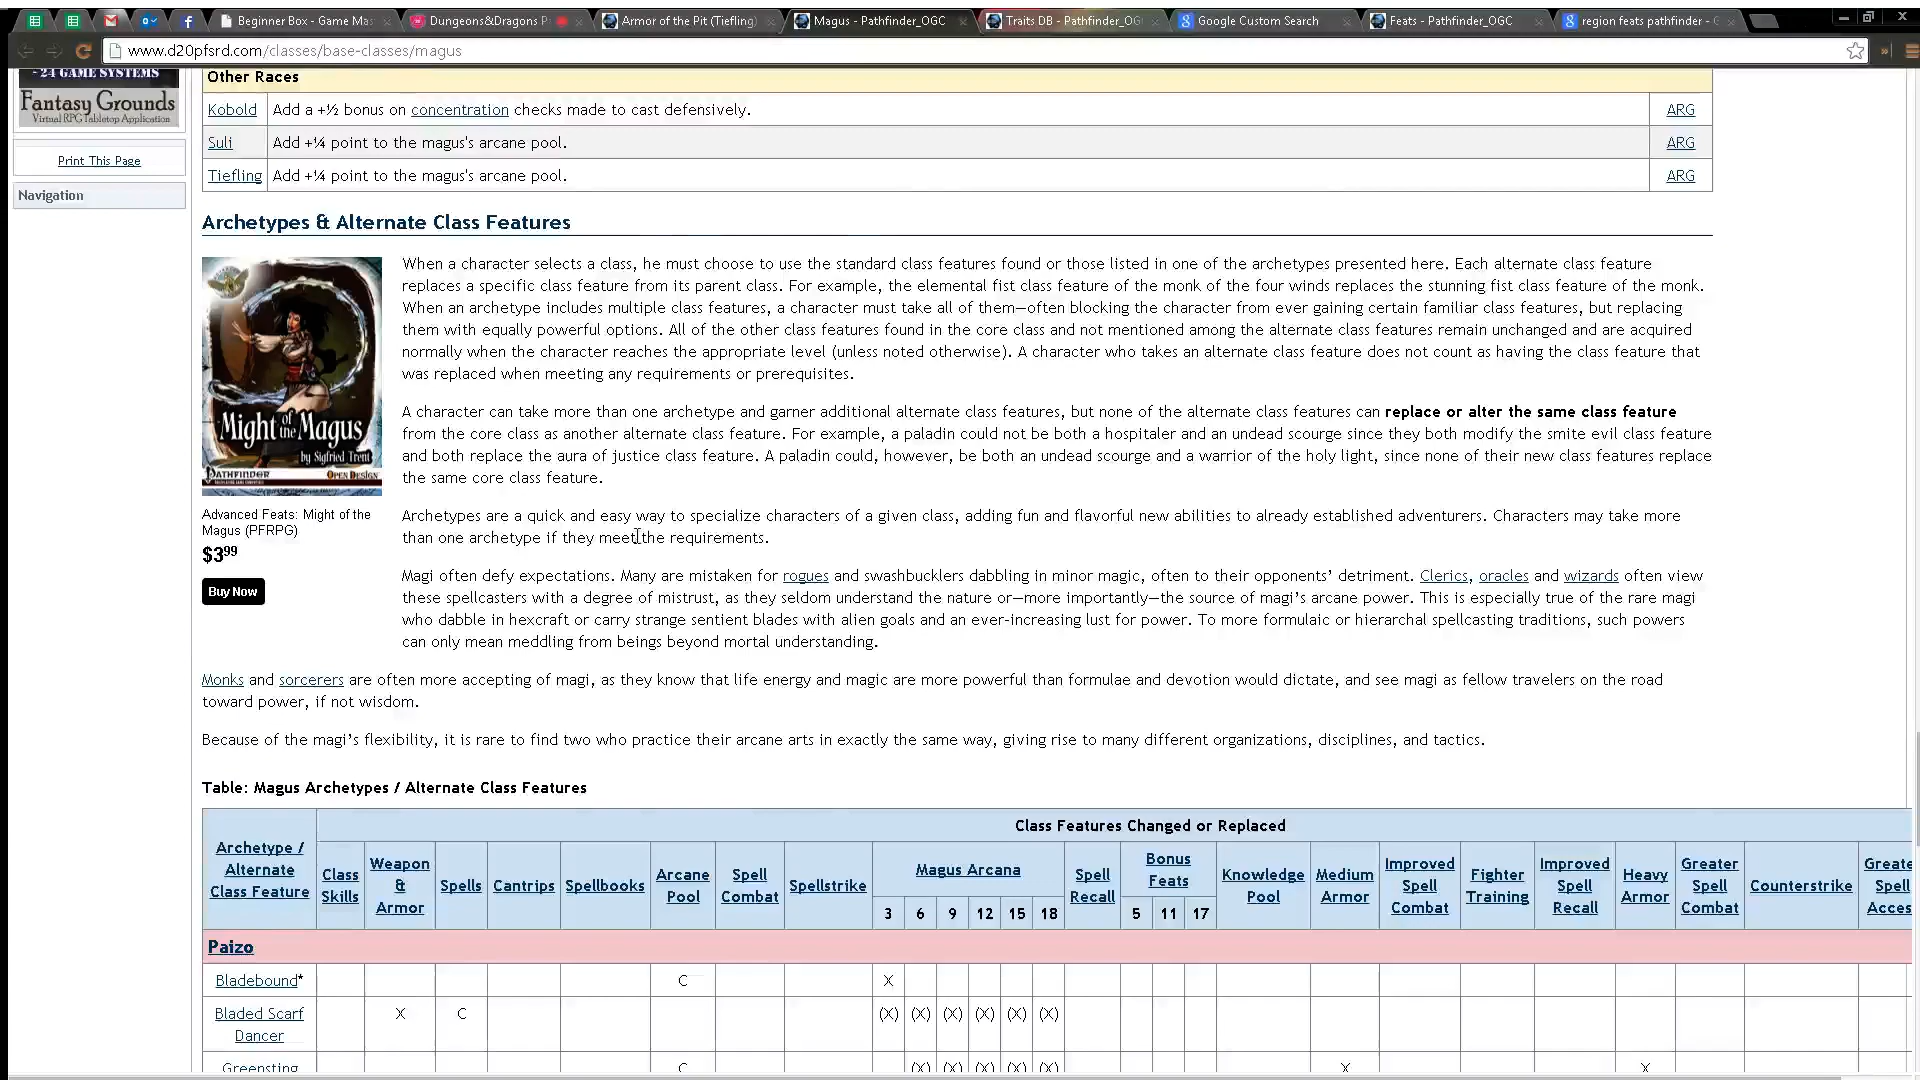 Beginner Box - Game Mas
Dungeons&Dragons P
Armor of the Pit (Tiefling)
Magus - Pathfinder_OGC
Traits DB - Pathfinder_OG
Google Custom Search
Feats - Pathfinder_OGC
region feats pathfinder -
www.d20pfsrd.com/classes/base-classes/magus
- 24 GAME SYSTEMS
Fantasy Grounds
Virtual RPG Tabletop Application
Print This Page
Navigation
Other Races
Kobold Add a +½ bonus on concentration checks made to cast defensively. ARG
Suli Add +¼ point to the magus's arcane pool. ARG
Tiefling Add +¼ point to the magus's arcane pool. ARG
Archetypes & Alternate Class Features
Might of the Magus
by Sigfried Trent
PATHFINDER
OPEN DESIGN
Advanced Feats: Might of the
Magus (PFRPG)
$3.99
Buy Now
When a character selects a class, he must choose to use the standard class features found or those listed in one of the archetypes presented here. Each alternate class feature
replaces a specific class feature from its parent class. For example, the elemental fist class feature of the monk of the four winds replaces the stunning fist class feature of the monk.
When an archetype includes multiple class features, a character must take all of them—often blocking the character from ever gaining certain familiar class features, but replacing
them with equally powerful options. All of the other class features found in the core class and not mentioned among the alternate class features remain unchanged and are acquired
normally when the character reaches the appropriate level (unless noted otherwise). A character who takes an alternate class feature does not count as having the class feature that
was replaced when meeting any requirements or prerequisites.
A character can take more than one archetype and garner additional alternate class features, but none of the alternate class features can replace or alter the same class feature
from the core class as another alternate class feature. For example, a paladin could not be both a hospitaler and an undead scourge since they both modify the smite evil class feature
and both replace the aura of justice class feature. A paladin could, however, be both an undead scourge and a warrior of the holy light, since none of their new class features replace
the same core class feature.
Archetypes are a quick and easy way to specialize characters of a given class, adding fun and flavorful new abilities to already established adventurers. Characters may take more
than one archetype if they meet the requirements.
Magi often defy expectations. Many are mistaken for rogues and swashbucklers dabbling in minor magic, often to their opponents’ detriment. Clerics, oracles and wizards often view
these spellcasters with a degree of mistrust, as they seldom understand the nature or—more importantly—the source of magi’s arcane power. This is especially true of the rare magi
who dabble in hexcraft or carry strange sentient blades with alien goals and an ever-increasing lust for power. To more formulaic or hierarchal spellcasting traditions, such powers
can only mean meddling from beings beyond mortal understanding.
Monks and sorcerers are often more accepting of magi, as they know that life energy and magic are more powerful than formulae and devotion would dictate, and see magi as fellow travelers on the road
toward power, if not wisdom.
Because of the magi’s flexibility, it is rare to find two who practice their arcane arts in exactly the same way, giving rise to many different organizations, disciplines, and tactics.
Table: Magus Archetypes / Alternate Class Features
Archetype / Alternate Class Feature
Class Features Changed or Replaced
Class Skills
Weapon & Armor
Spells
Cantrips
Spellbooks
Arcane Pool
Spell Combat
Spellstrike
Magus Arcana
3 6 9 12 15 18
Spell Recall
Bonus Feats
5 11 17
Knowledge Pool
Medium Armor
Improved Spell Combat
Fighter Training
Improved Spell Recall
Heavy Armor
Greater Spell Combat
Counterstrike
Greate Spell Acces
Paizo
Bladebound* C X
Bladed Scarf Dancer X C (X) (X) (X) (X) (X) (X)
Greensting C (X) (X) (X) (X) (X) X X